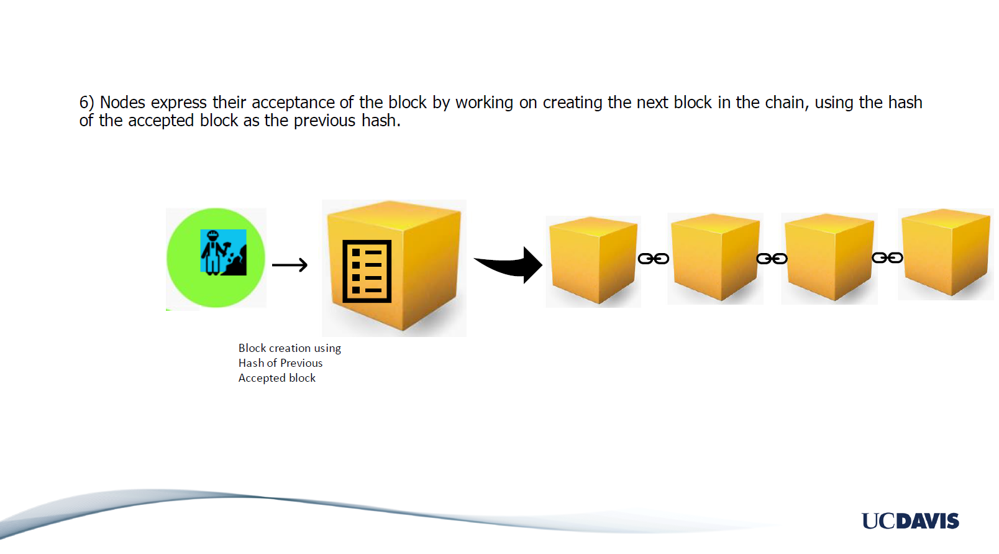 6) Nodes express their acceptance of the block by working on creating the next block in the chain, using the hash
of the accepted block as the previous hash.
Block creation using
Hash of Previous
Accepted block
UCDAVIS